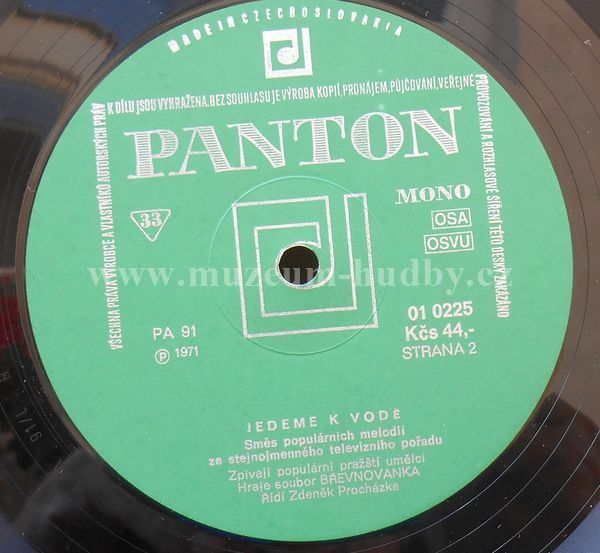 MADE IN CZECHOSLOVAKIA
VŠECHNA PRÁVA VÝROBCE A VLASTNÍKŮ AUTORSKÝCH PRÁV
K DÍLU JSOU VYHRAŽENA. BEZ SOUHLASU JE VÝROBA KOPIÍ, PRONÁJEM, PŮJČOVÁNÍ, VEŘEJNÉ
PROVOZOVÁNÍ A ROZHLASOVÉ ŠÍŘENÍ TÉTO DESKY ZAKÁZÁNO
PANTON
33
MONO
OSA
OSVU
www.muzeum-hudby.cz
PA 91
Ⓟ 1971
01 0225
Kčs 44,-
STRANA 2
JEDEME K VODĚ
Směs populárních melodií
ze stejnojmenného televizního pořadu
Zpívají populární pražští umělci
Hraje soubor BŘEVNOVANKA
Řídí Zdeněk Procházka